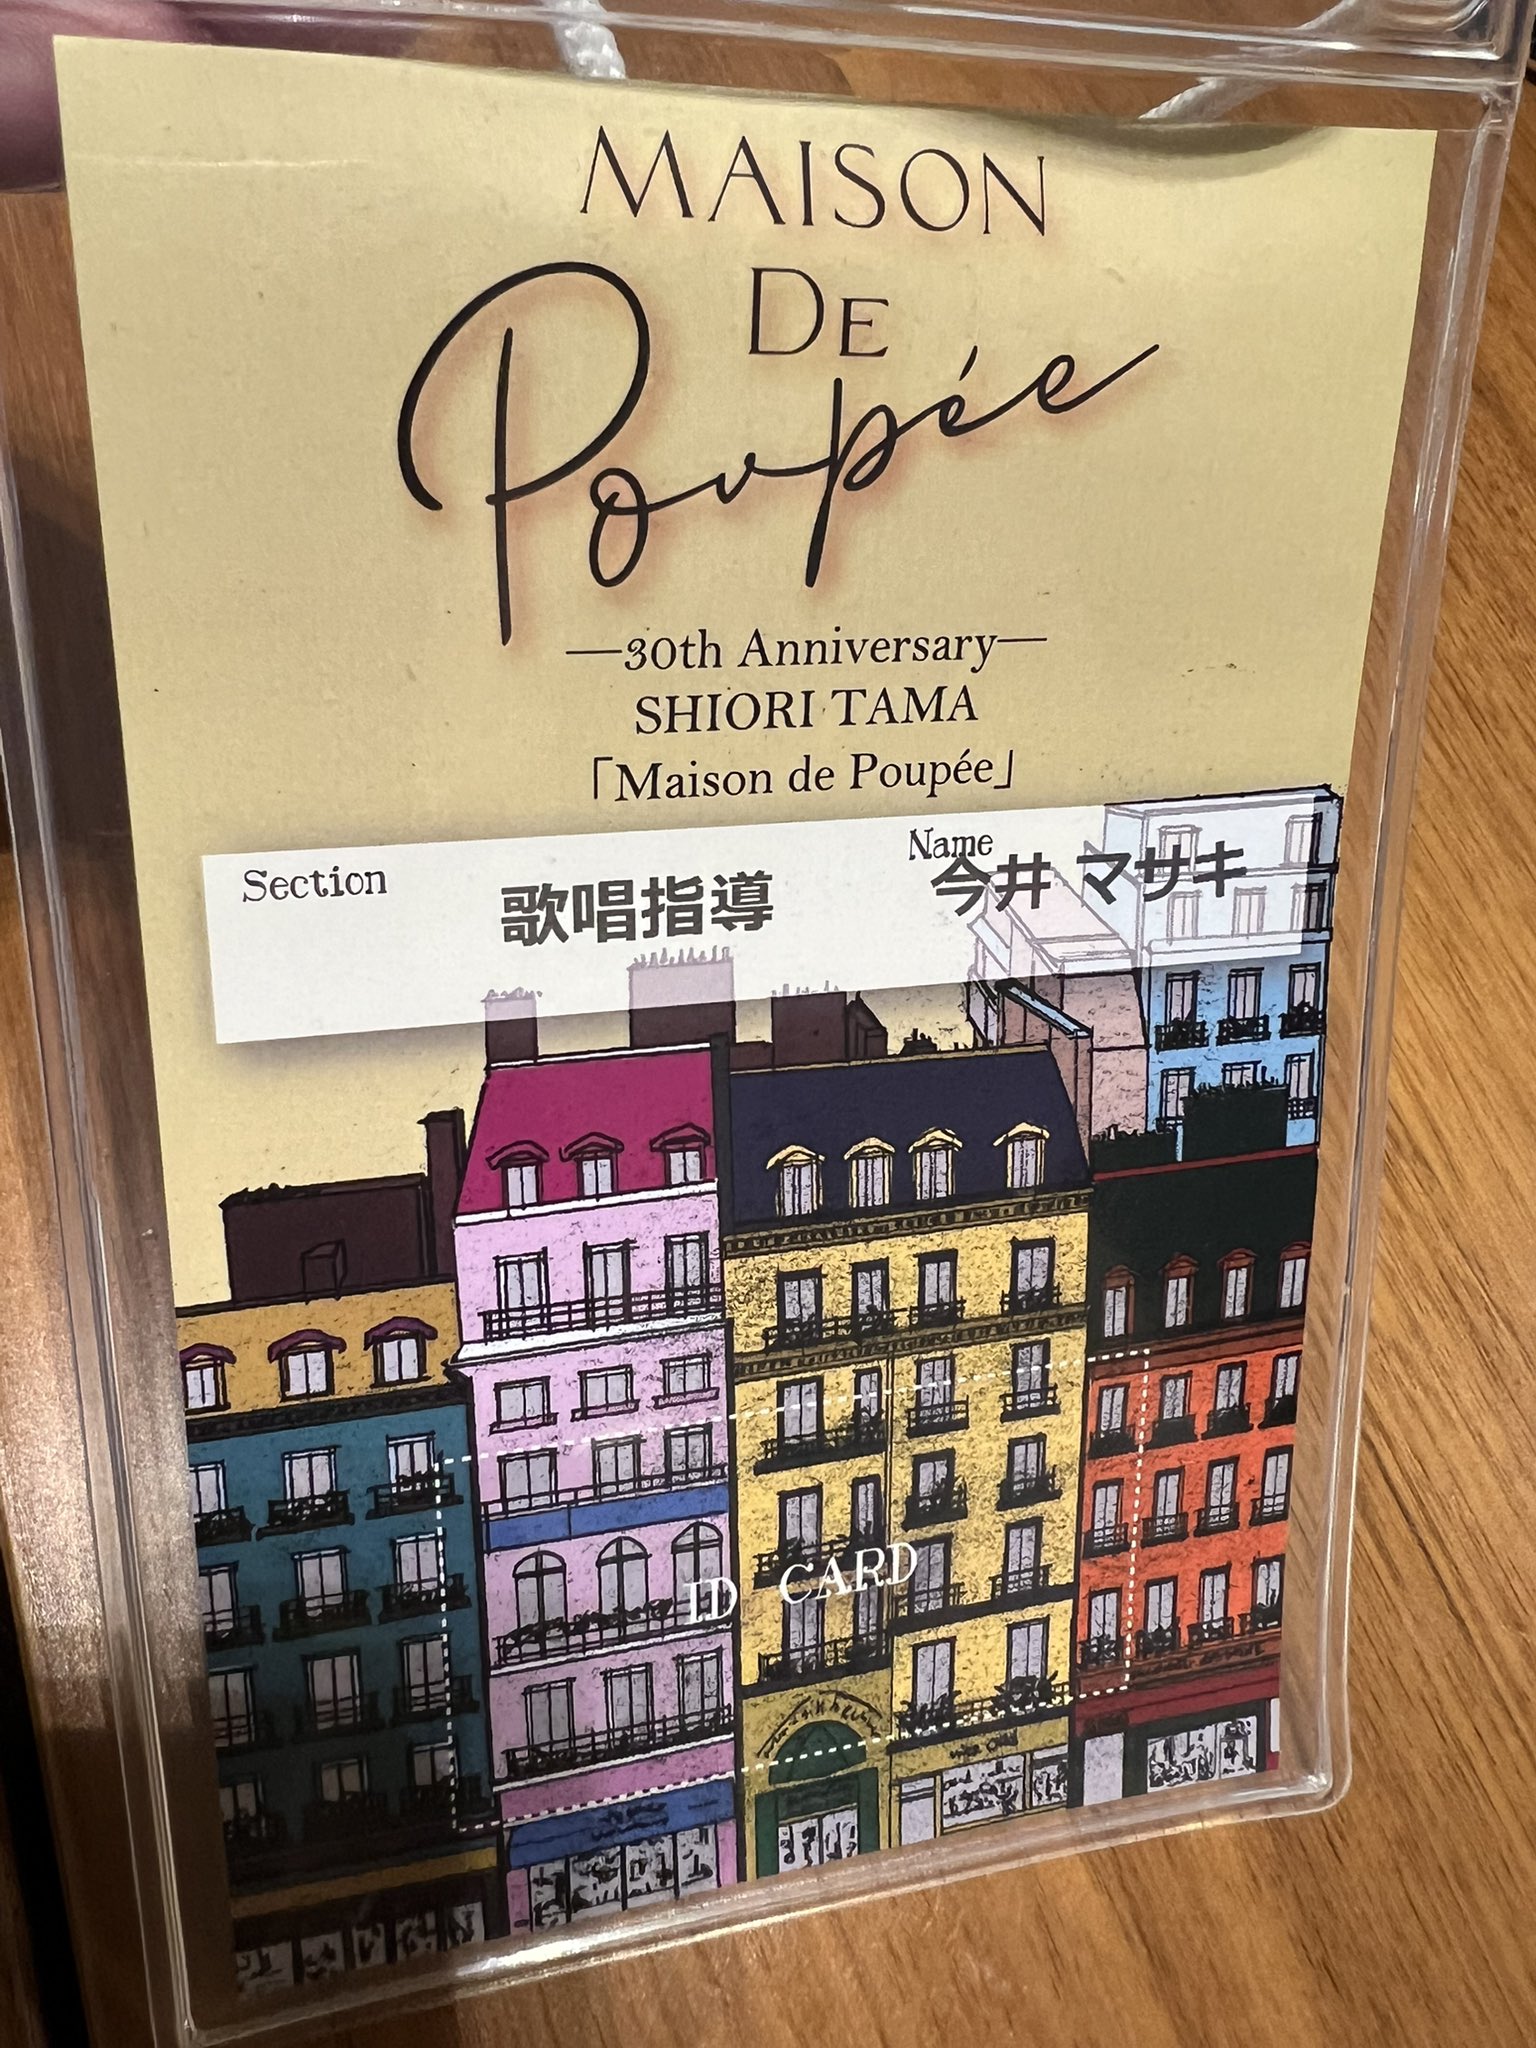 MAISON
DE
Poupée
—30th Anniversary—
SHIORI TAMA
「Maison de Poupée」
Section
歌唱指導
Name
今井 マサキ
ID CARD